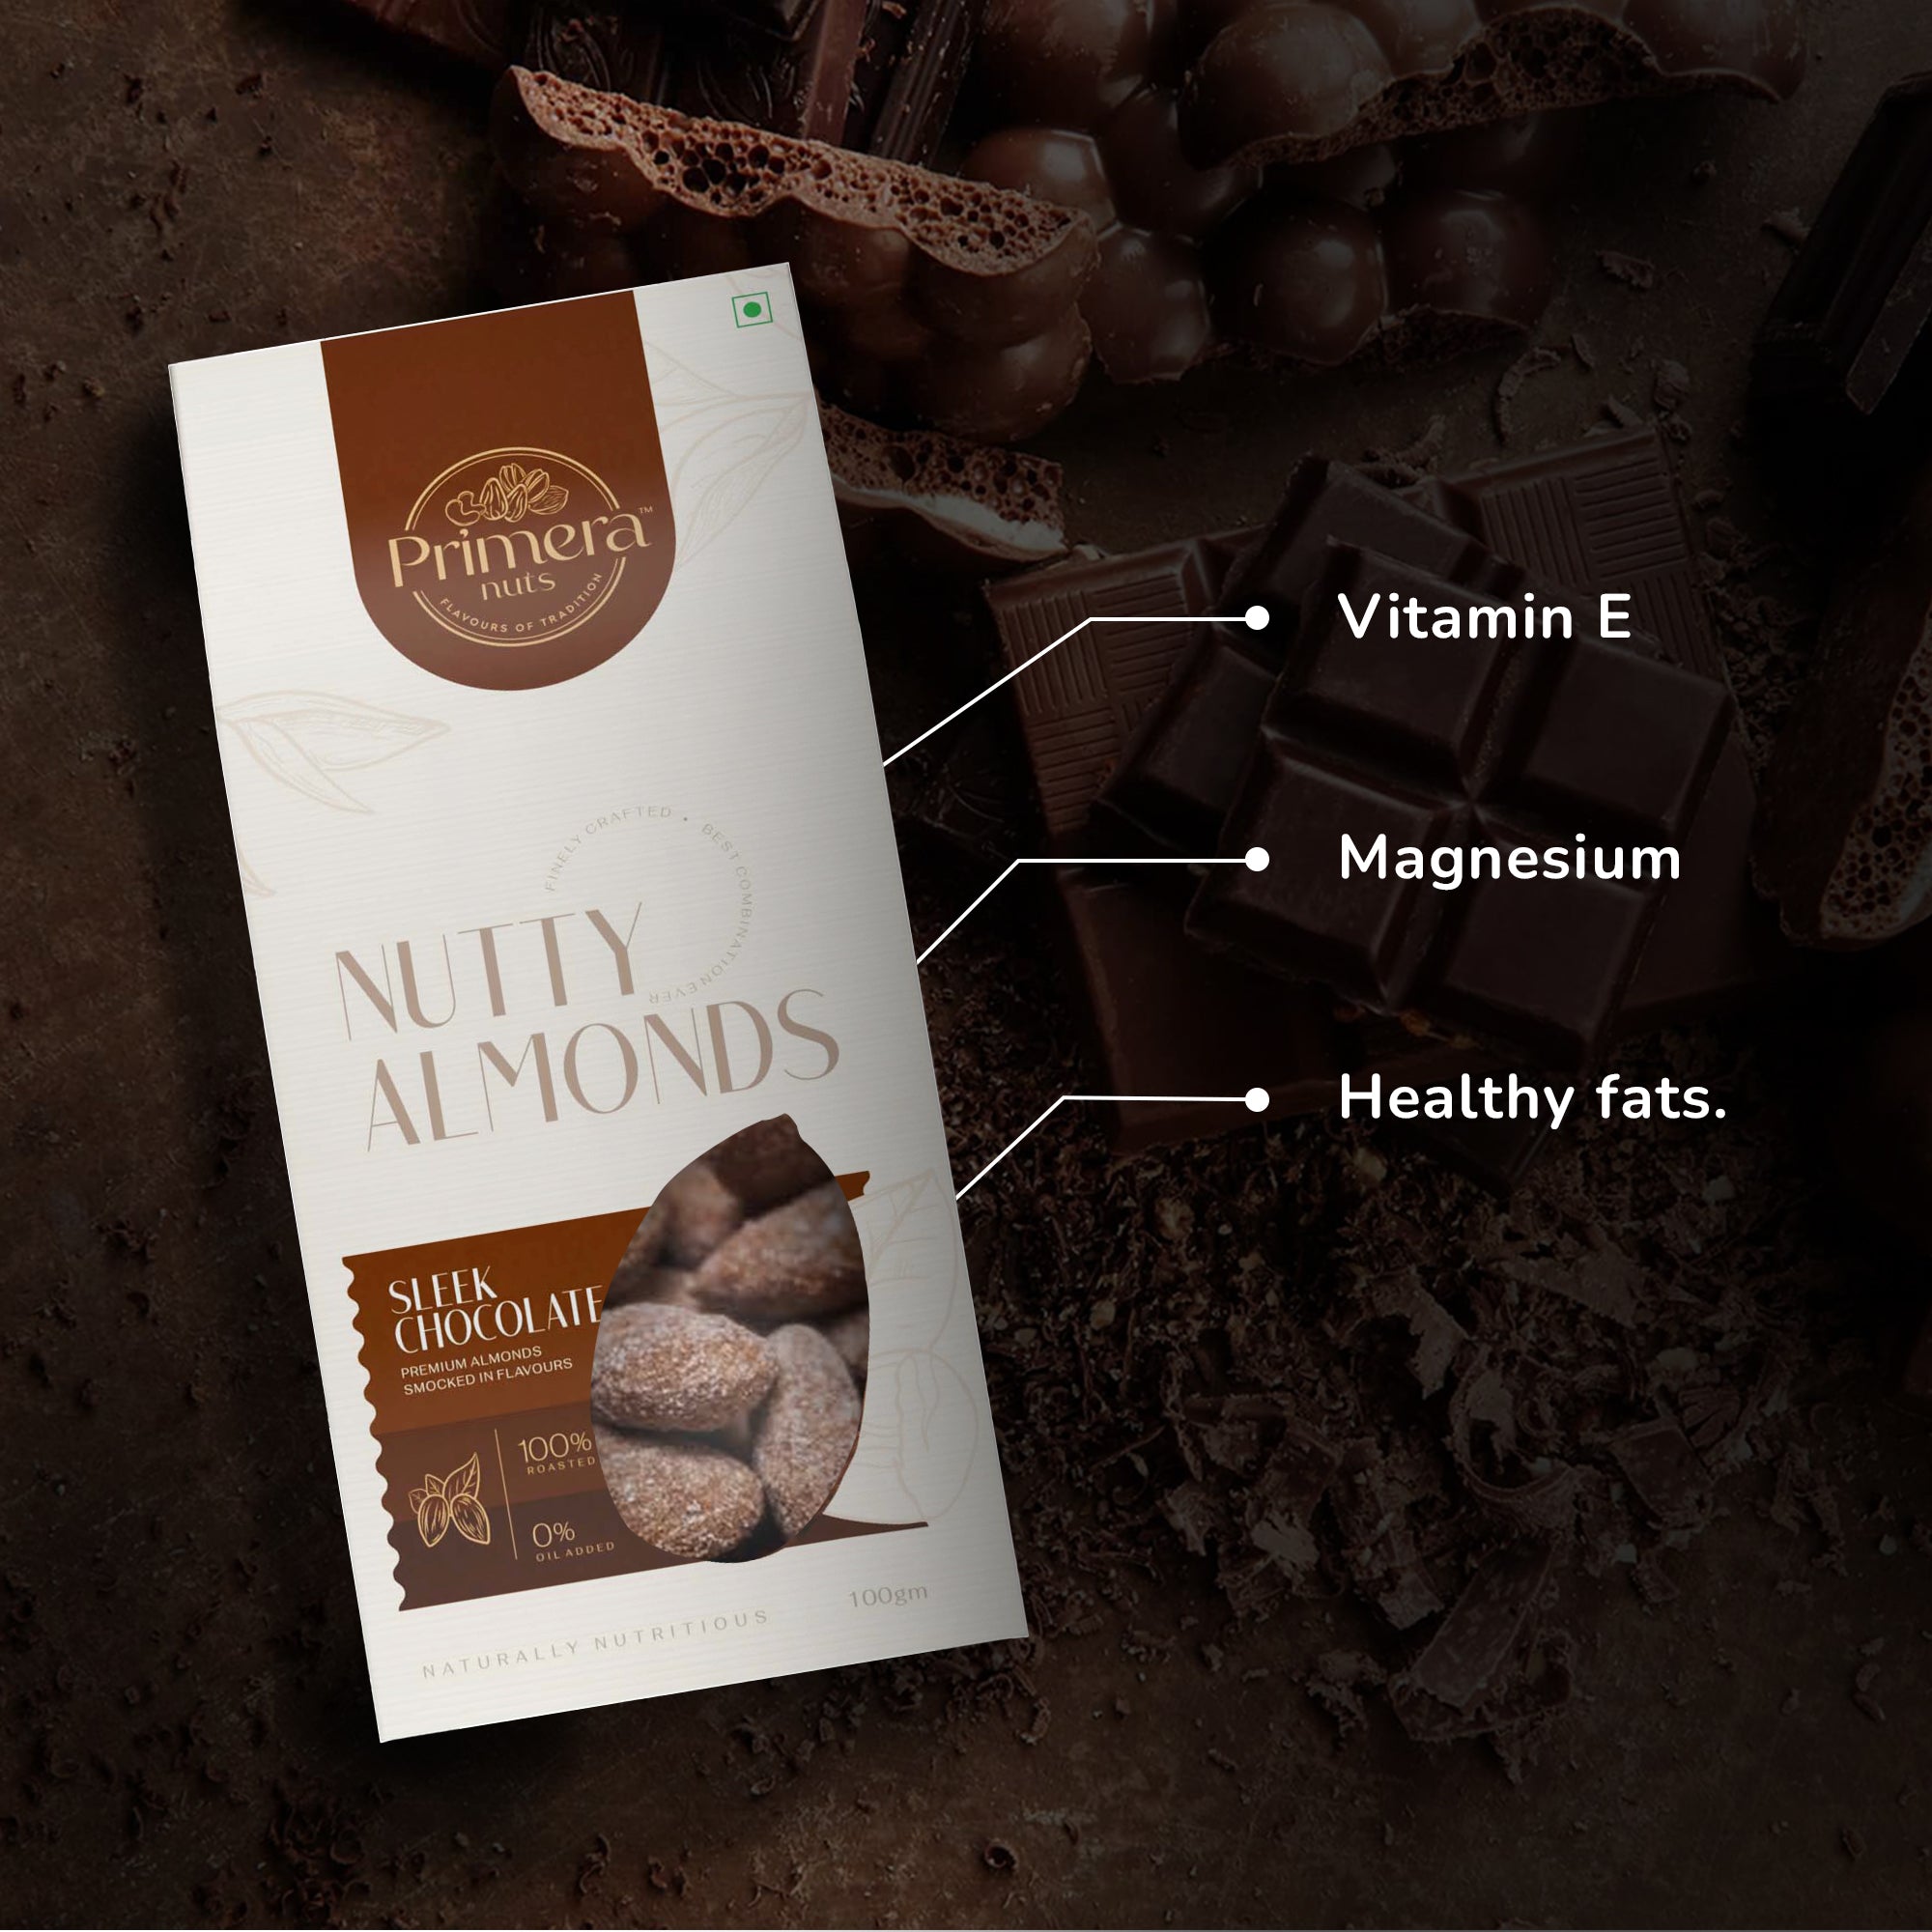 Primera™
nuts
FLAVOURS OF TRADITION
FINELY CRAFTED • BEST COMBINATION EVER
NUTTY
ALMONDS
SLEEK
CHOCOLATE
PREMIUM ALMONDS
SMOCKED IN FLAVOURS
100%
ROASTED
0%
OIL ADDED
100gm
NATURALLY NUTRITIOUS
Vitamin E
Magnesium
Healthy fats.